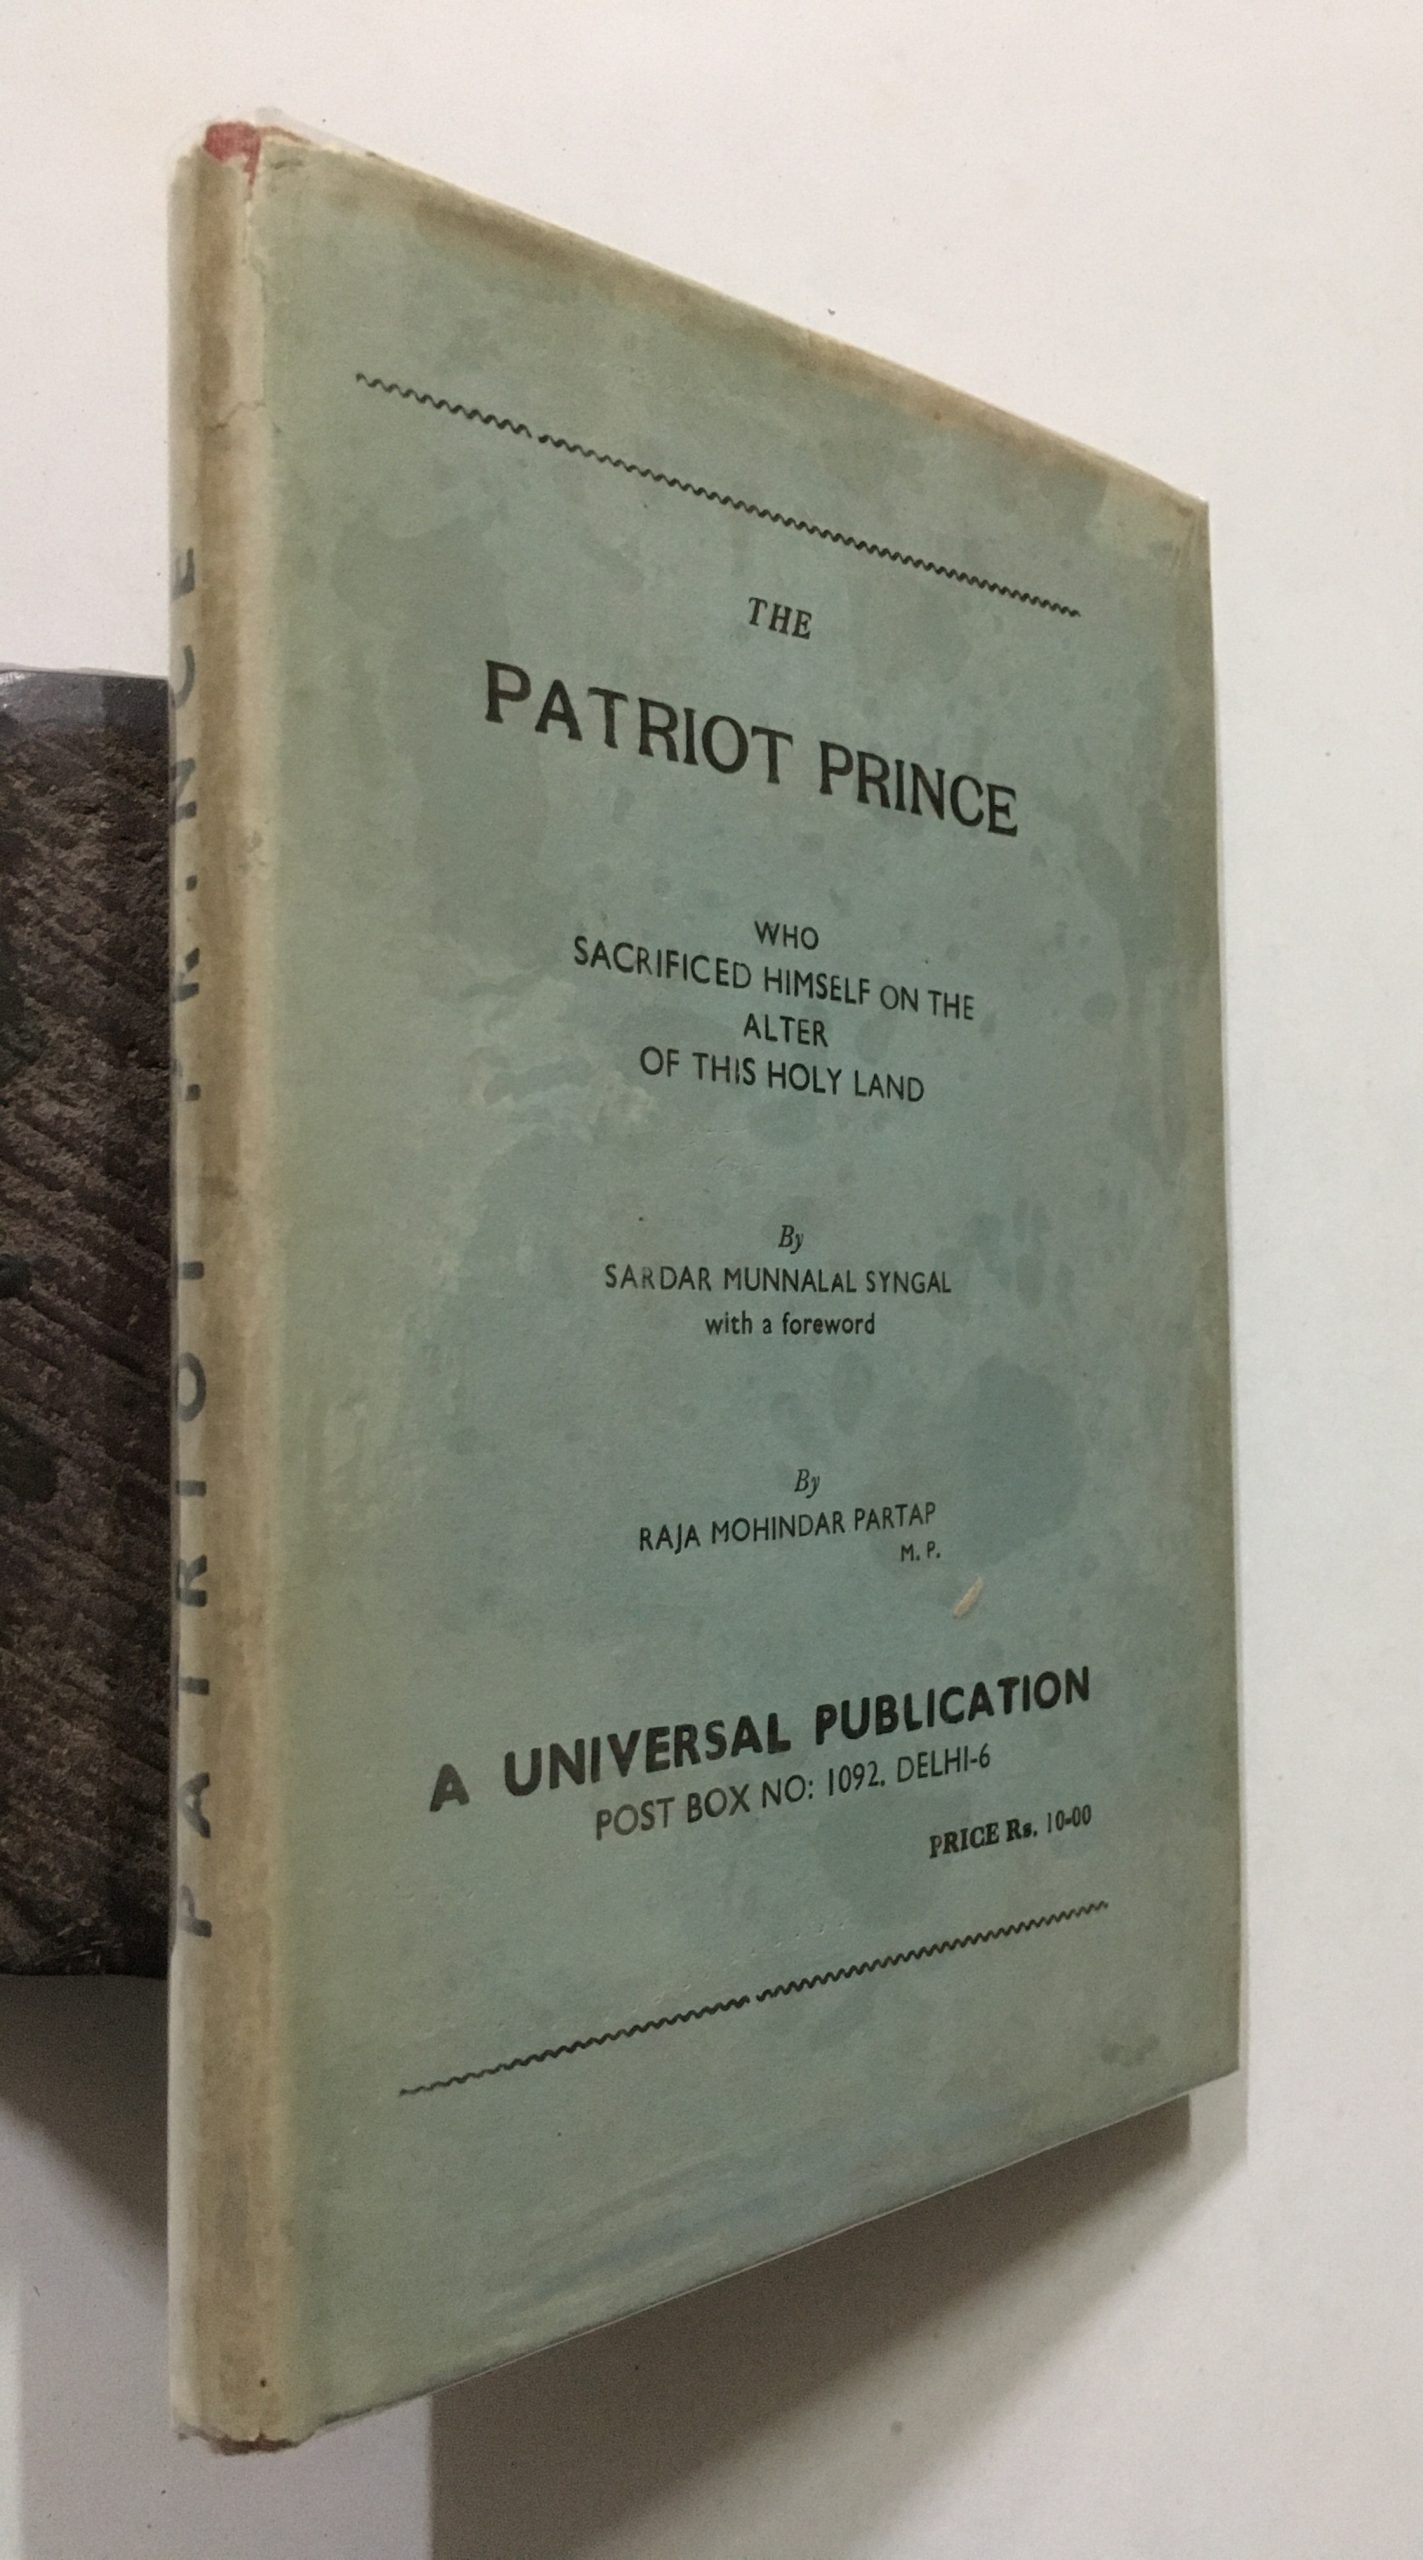 THE
PATRIOT PRINCE
WHO
SACRIFICED HIMSELF ON THE
ALTER
OF THIS HOLY LAND
By
SARDAR MUNNALAL SYNGAL
with a foreword
By
RAJA MOHINDAR PARTAP
M. P.
A UNIVERSAL PUBLICATION
POST BOX NO: 1092, DELHI-6
PRICE Rs. 10-00
PATRIOT PRINCE